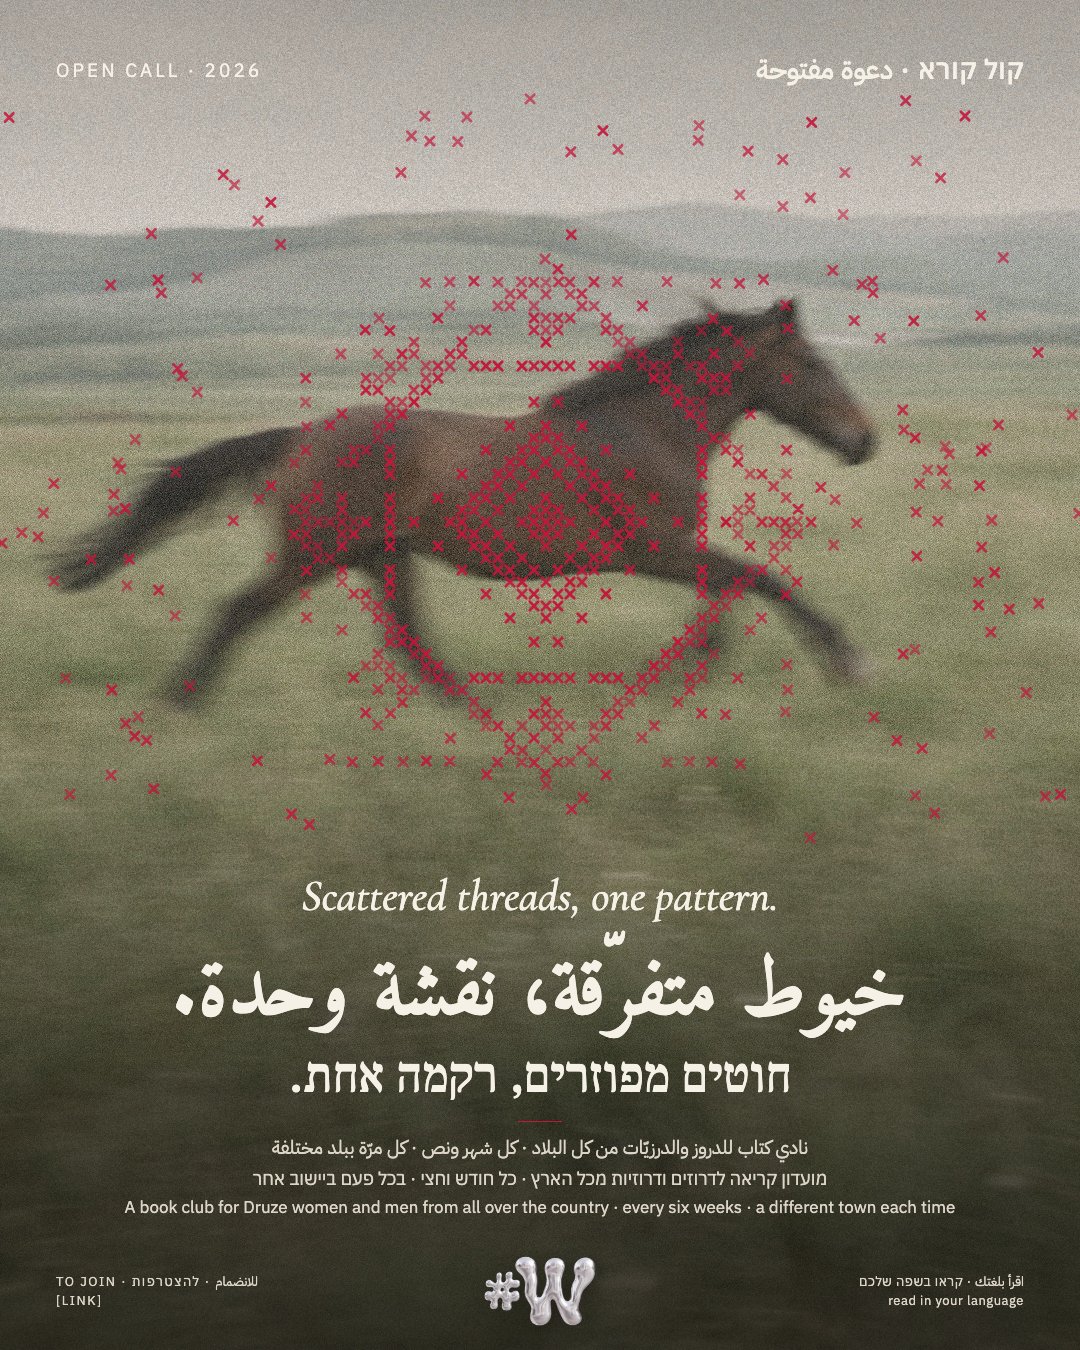 OPEN CALL · 2026
קול קורא · دعوة مفتوحة
Scattered threads, one pattern.
خيوط متفرّقة، نقشة وحدة.
חוטים מפוזרים, רקמה אחת.
نادي كتاب للدروز والدرزيّات من كل البلاد · كل شهر ونص · كل مرّة ببلد مختلفة
מועדון קריאה לדרוזים ודרוזיות מכל הארץ · כל חודש וחצי · בכל פעם ביישוב אחר
A book club for Druze women and men from all over the country · every six weeks · a different town each time
TO JOIN · להצטרפות · للانضمام
[LINK]
#W
اقرأ بلغتك · קראו בשפה שלכם
read in your language